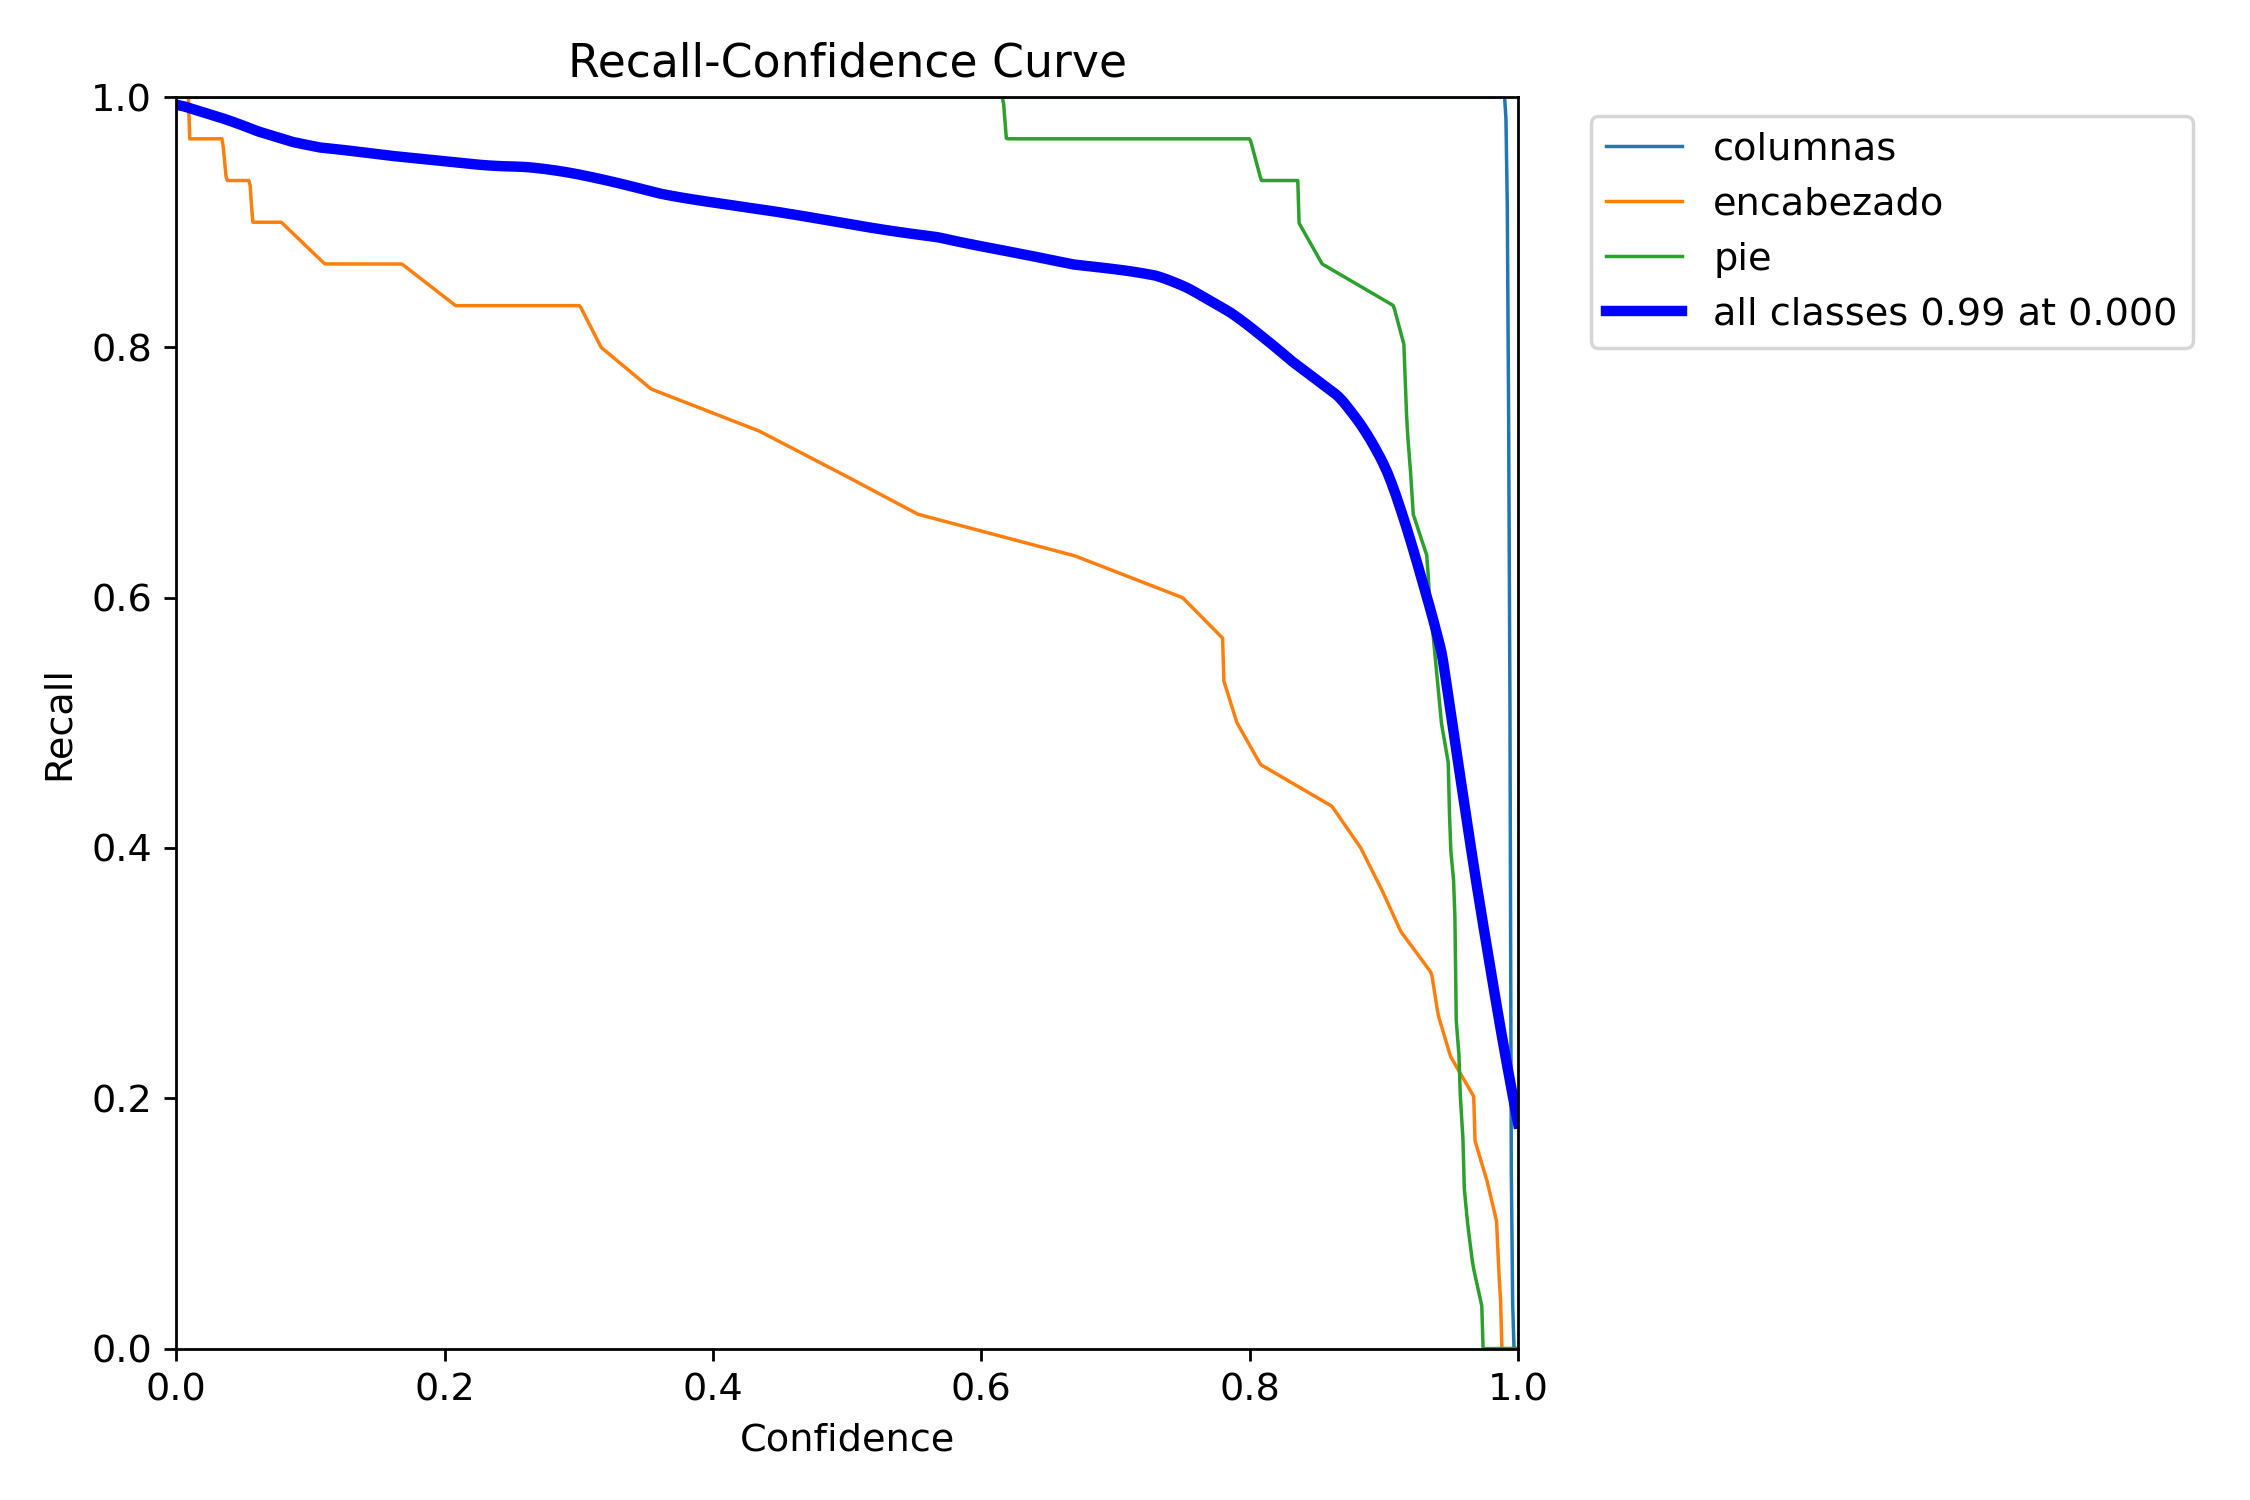 Recall-Confidence Curve
1.0
0.8
0.6
0.4
0.2
0.0
Recall
0.0 0.2 0.4 0.6 0.8 1.0
Confidence
columnas
encabezado
pie
all classes 0.99 at 0.000